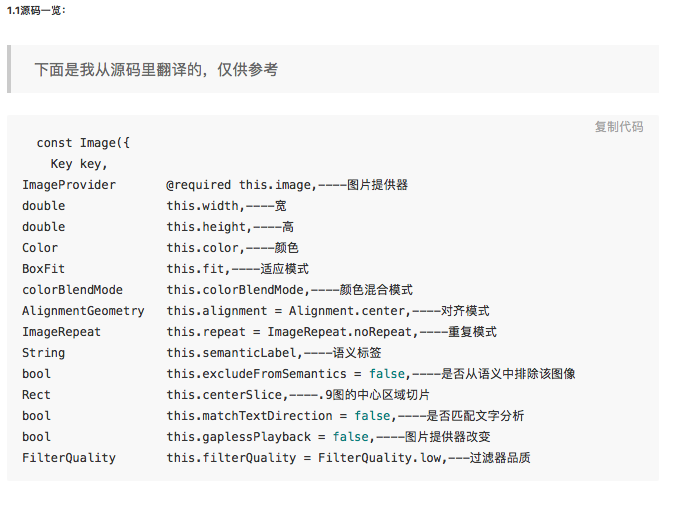 1.1源码一览：
下面是我从源码里翻译的，仅供参考
复制代码
const Image({
Key key,
ImageProvider @required this.image,----图片提供器
double this.width,----宽
double this.height,----高
Color this.color,----颜色
BoxFit this.fit,----适应模式
colorBlendMode this.colorBlendMode,----颜色混合模式
AlignmentGeometry this.alignment = Alignment.center,----对齐模式
ImageRepeat this.repeat = ImageRepeat.noRepeat,----重复模式
String this.semanticLabel,----语义标签
bool this.excludeFromSemantics = false,----是否从语义中排除该图像
Rect this.centerSlice,----.9图的中心区域切片
bool this.matchTextDirection = false,----是否匹配文字分析
bool this.gaplessPlayback = false,----图片提供器改变
FilterQuality this.filterQuality = FilterQuality.low,---过滤器品质